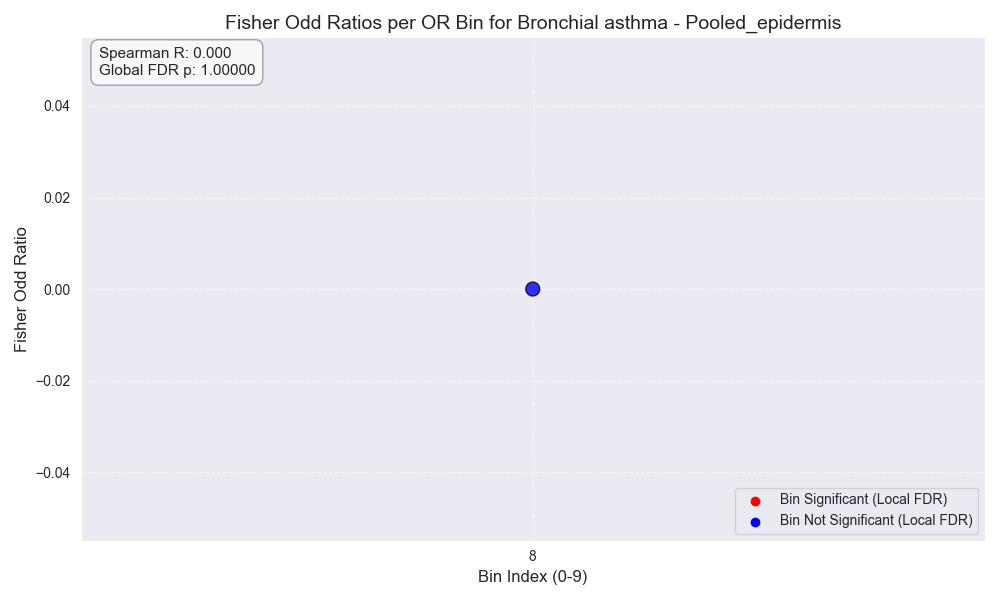 Fisher Odd Ratios per OR Bin for Bronchial asthma - Pooled_epidermis
Spearman R: 0.000
Global FDR p: 1.00000
Fisher Odd Ratio
0.04
0.02
0.00
−0.02
−0.04
Bin Significant (Local FDR)
Bin Not Significant (Local FDR)
8
Bin Index (0-9)